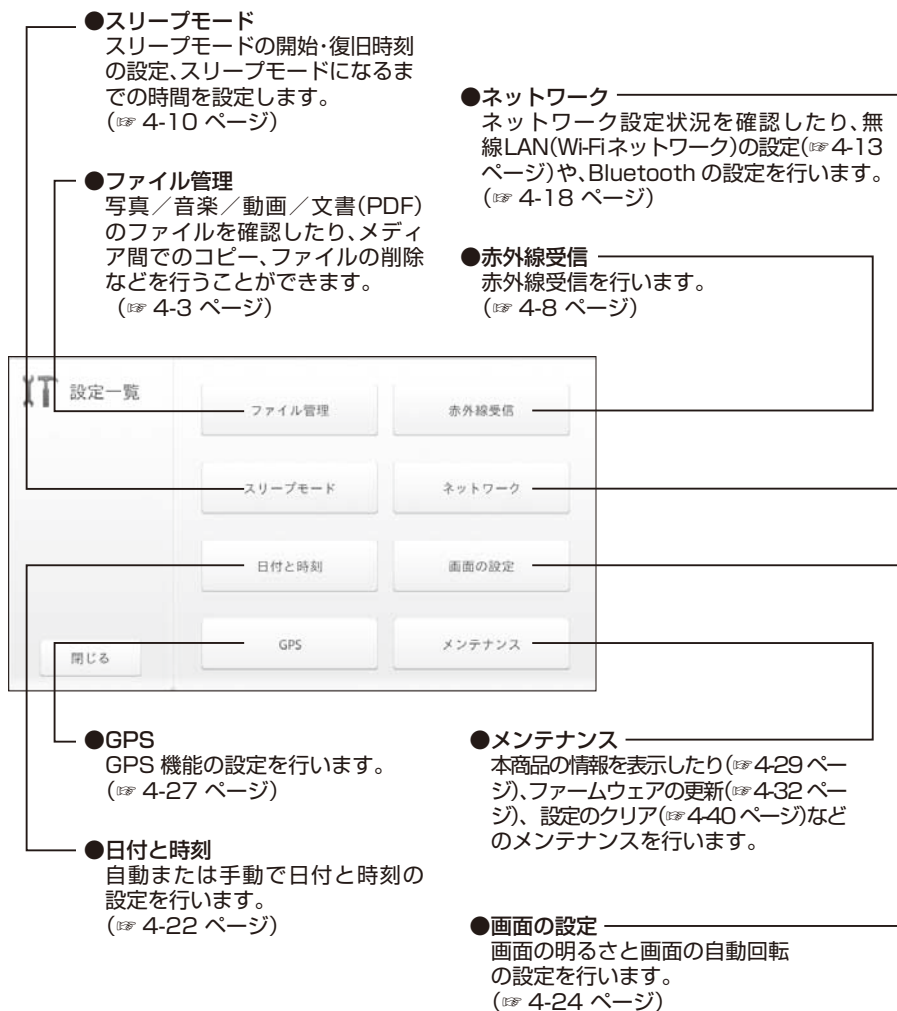 ●スリープモード
スリープモードの開始・復旧時刻
の設定、スリープモードになるま
での時間を設定します。
（☞ 4-10 ページ）
●ファイル管理
写真／音楽／動画／文書(PDF)
のファイルを確認したり、メディ
ア間でのコピー、ファイルの削除
などを行うことができます。
（☞ 4-3 ページ）
●ネットワーク
ネットワーク設定状況を確認したり、無
線LAN(Wi-Fiネットワーク)の設定(☞4-13
ページ)や、Bluetooth の設定を行います。
（☞ 4-18 ページ）
●赤外線受信
赤外線受信を行います。
（☞ 4-8 ページ）
設定一覧
ファイル管理
赤外線受信
スリープモード
ネットワーク
日付と時刻
画面の設定
GPS
メンテナンス
閉じる
●GPS
GPS 機能の設定を行います。
（☞ 4-27 ページ）
●日付と時刻
自動または手動で日付と時刻の
設定を行います。
（☞ 4-22 ページ）
●メンテナンス
本商品の情報を表示したり(☞4-29 ペー
ジ)、ファームウェアの更新(☞4-32 ペー
ジ)、設定のクリア(☞4-40 ページ)など
のメンテナンスを行います。
●画面の設定
画面の明るさと画面の自動回転
の設定を行います。
（☞ 4-24 ページ）